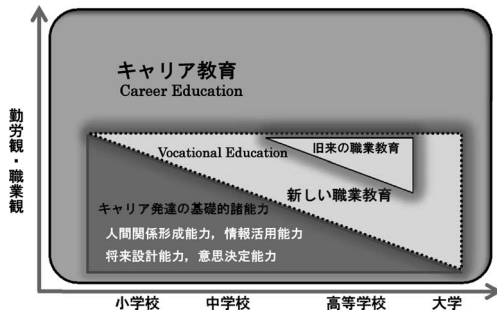 キャリア教育
Career Education
勤労観・職業観
Vocational Education
旧来の職業教育
新しい職業教育
キャリア発達の基礎的諸能力
人間関係形成能力，情報活用能力
将来設計能力，意思決定能力
小学校 中学校 高等学校 大学